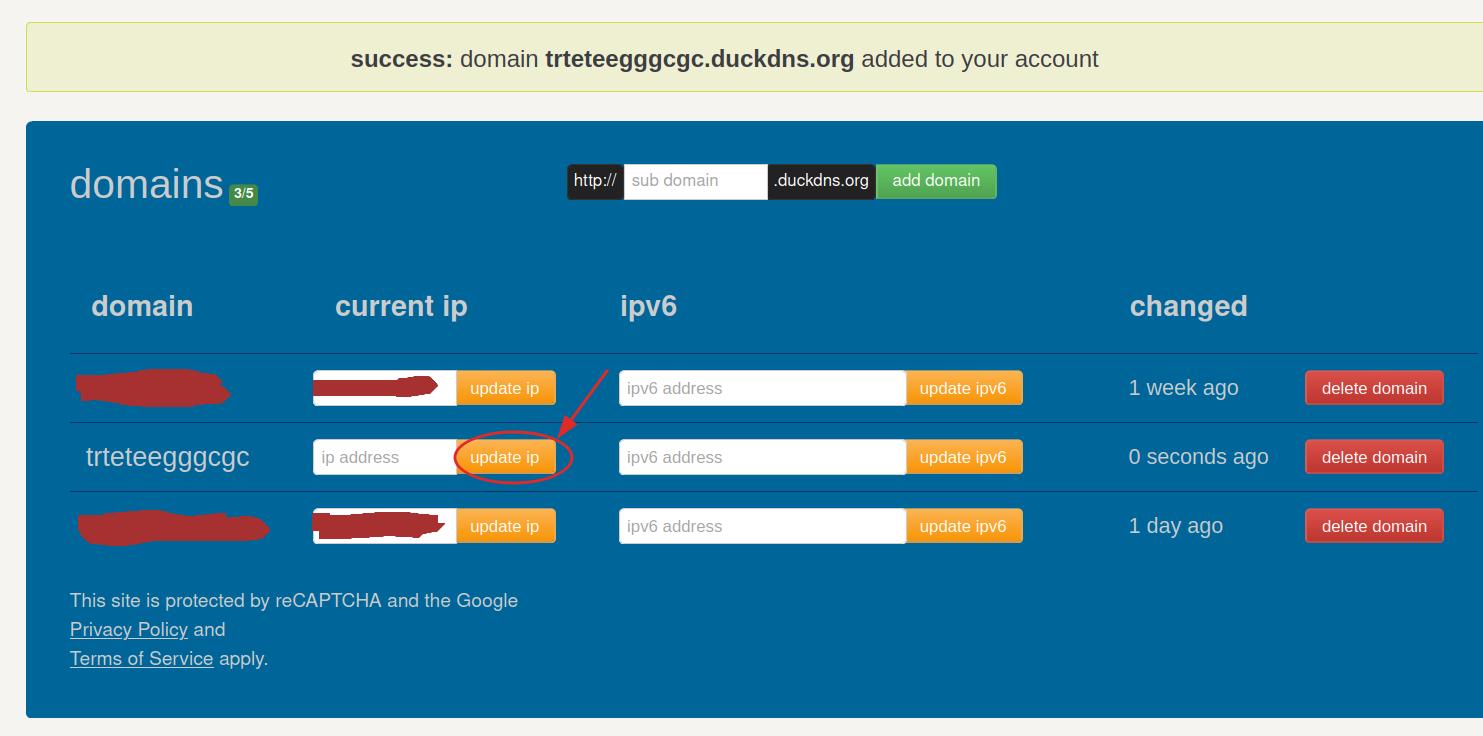 success: domain trteteegggcgc.duckdns.org added to your account
domains 3/5
http:// sub domain .duckdns.org add domain
domain current ip ipv6 changed
update ip ipv6 address update ipv6 1 week ago delete domain
trteteegggcgc ip address update ip ipv6 address update ipv6 0 seconds ago delete domain
update ip ipv6 address update ipv6 1 day ago delete domain
This site is protected by reCAPTCHA and the Google
Privacy Policy and
Terms of Service apply.